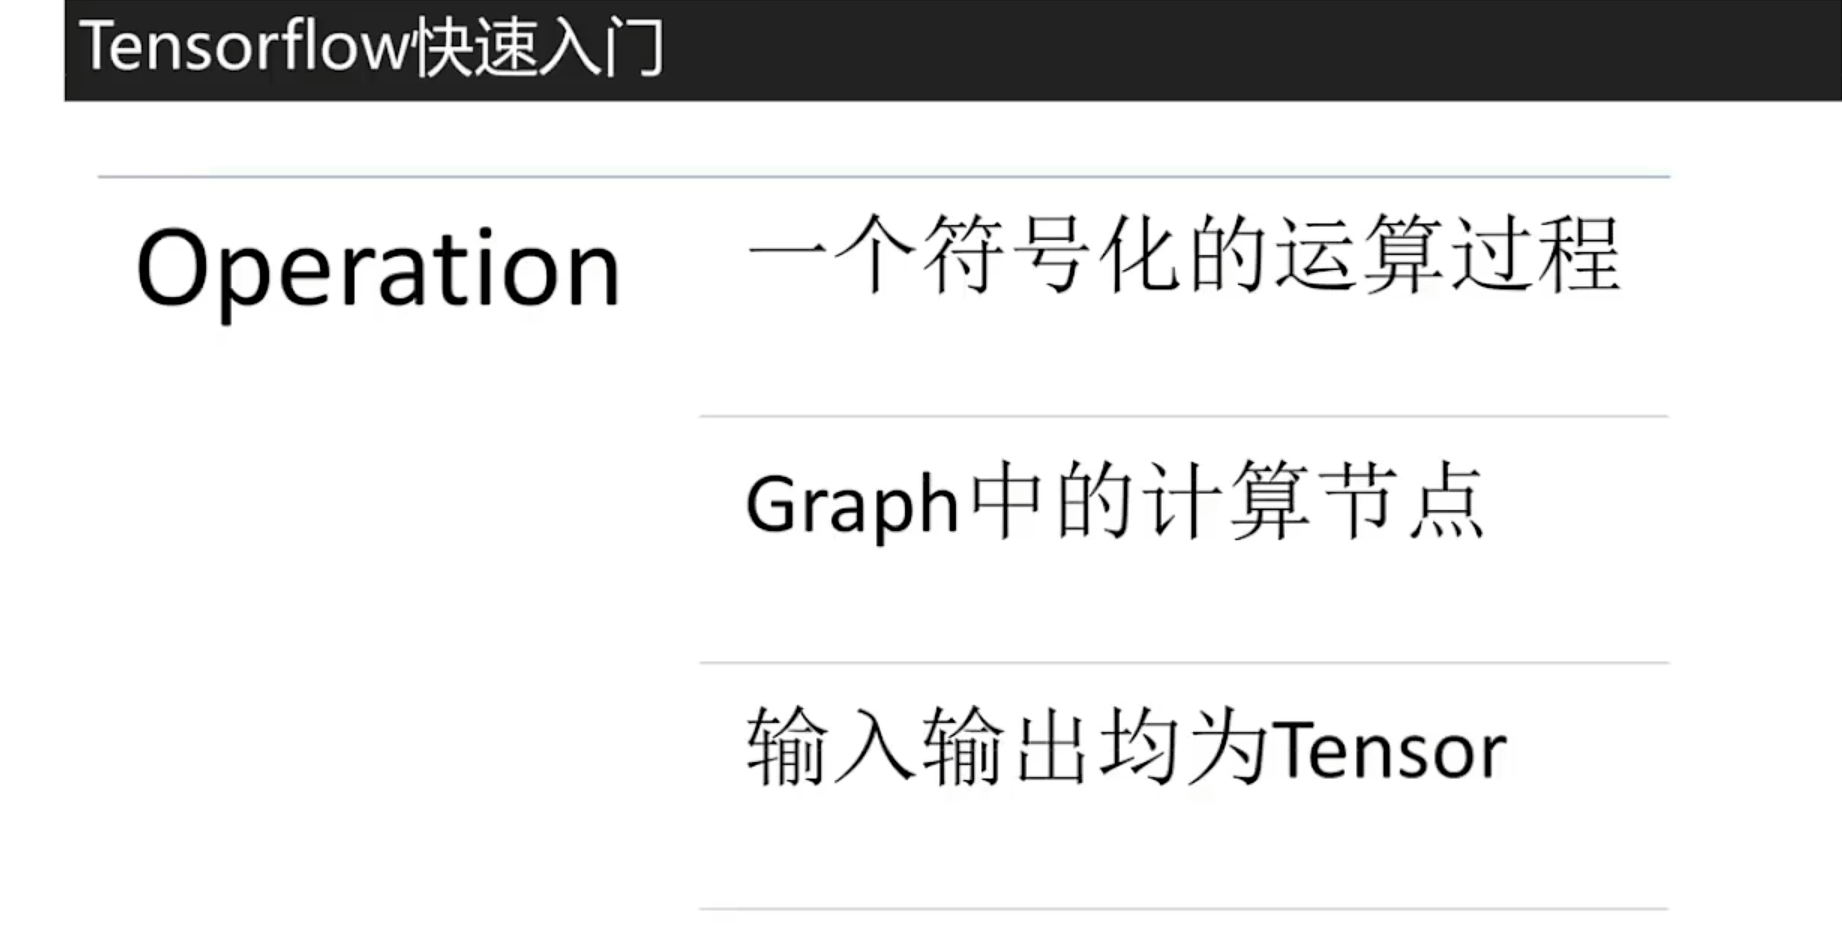 Tensorflow快速入门
Operation
一个符号化的运算过程
Graph中的计算节点
输入输出均为Tensor